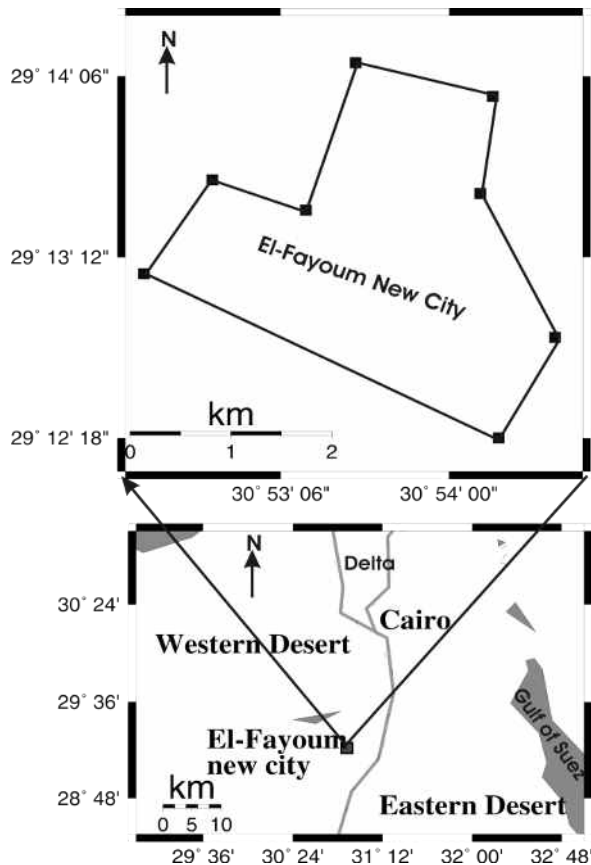 N
29° 14' 06"
29° 13' 12"
El-Fayoum New City
km
29° 12' 18"
0 1 2
30° 53' 06" 30° 54' 00"
N
Delta
30° 24'
Cairo
Western Desert
29° 36'
Gulf of Suez
El-Fayoum
new city
km
28° 48'
0 5 10
Eastern Desert
29° 36' 30° 24' 31° 12' 32° 00' 32° 48'